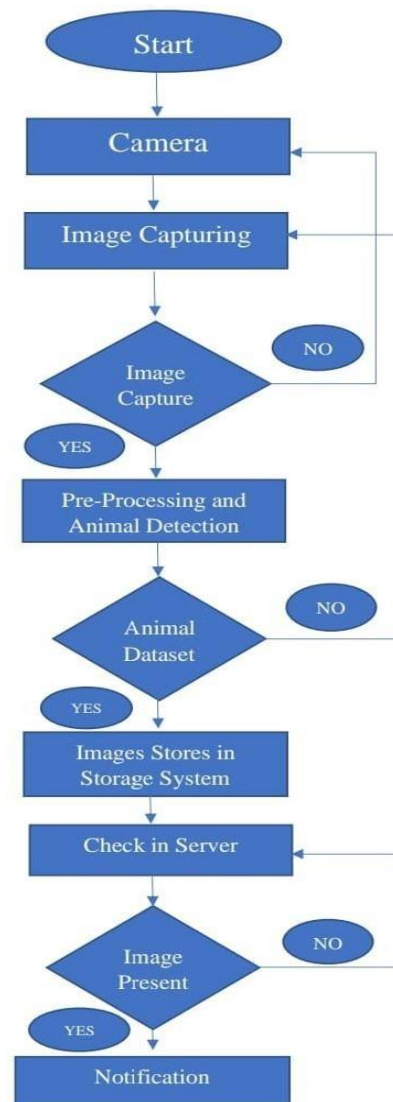 Start
Camera
Image Capturing
Image
Capture
NO
YES
Pre-Processing and
Animal Detection
Animal
Dataset
NO
YES
Images Stores in
Storage System
Check in Server
Image
Present
NO
YES
Notification